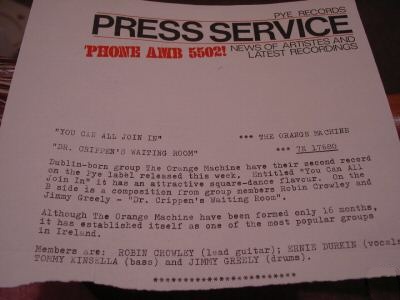 PYE RECORDS
PRESS SERVICE
'PHONE AMB 5502!
NEWS OF ARTISTES AND
LATEST RECORDINGS
"YOU CAN ALL JOIN IN" *** THE ORANGE MACHINE
"DR. CRIPPEN'S WAITING ROOM" *** 7N 17680
Dublin-born group The Orange Machine have their second record
on the Pye label released this week. Entitled "You Can All
Join In" it has an attractive square-dance flavour. On the
B side is a composition from group members Robin Crowley and
Jimmy Greely - "Dr. Crippen's Waiting Room".
Although The Orange Machine have been formed only 16 months,
it has established itself as one of the most popular groups
in Ireland.
Members are: ROBIN CROWLEY (lead guitar); ERNIE DURKIN (vocals
TOMMY KINSELLA (bass) and JIMMY GREELY (drums).
***********************